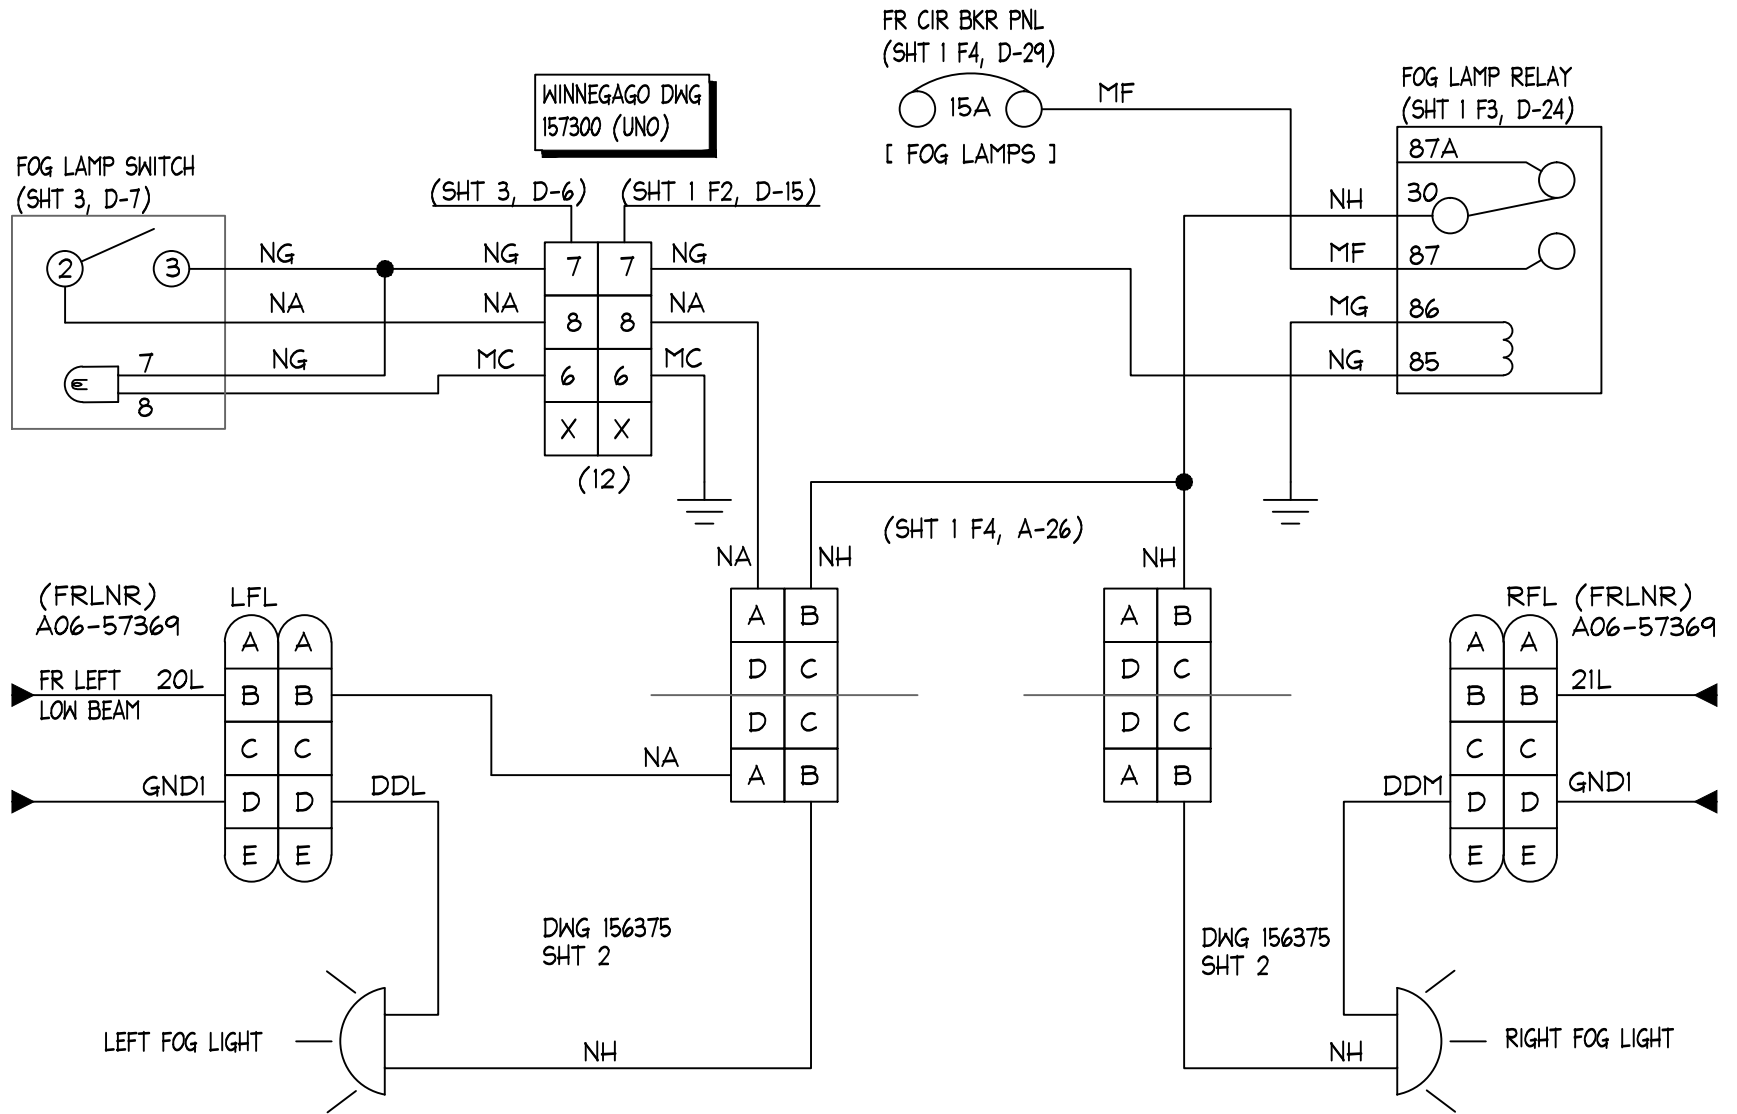 FR CIR BKR PNL
(SHT 1 F4, D-29)
15A
MF
[ FOG LAMPS ]
FOG LAMP RELAY
(SHT 1 F3, D-24)
87A
NH 30
MF 87
MG 86
NG 85
WINNEGAGO DWG
157300 (UNO)
FOG LAMP SWITCH
(SHT 3, D-7)
(SHT 3, D-6) (SHT 1 F2, D-15)
2 3 NG NG 7 7 NG
NA NA 8 8 NA
7 NG MC 6 6 MC
8
X X
(12)
(SHT 1 F4, A-26)
NA NH NH
A B A B
D C D C
D C D C
NA A B A B
(FRLNR) LFL
A06-57369
A A
FR LEFT 20L B B
LOW BEAM
C C
GND1 D D DDL
E E
RFL (FRLNR)
A06-57369
A A
B B 21L
C C
DDM D D GND1
E E
DWG 156375
SHT 2
DWG 156375
SHT 2
LEFT FOG LIGHT
NH
NH
RIGHT FOG LIGHT